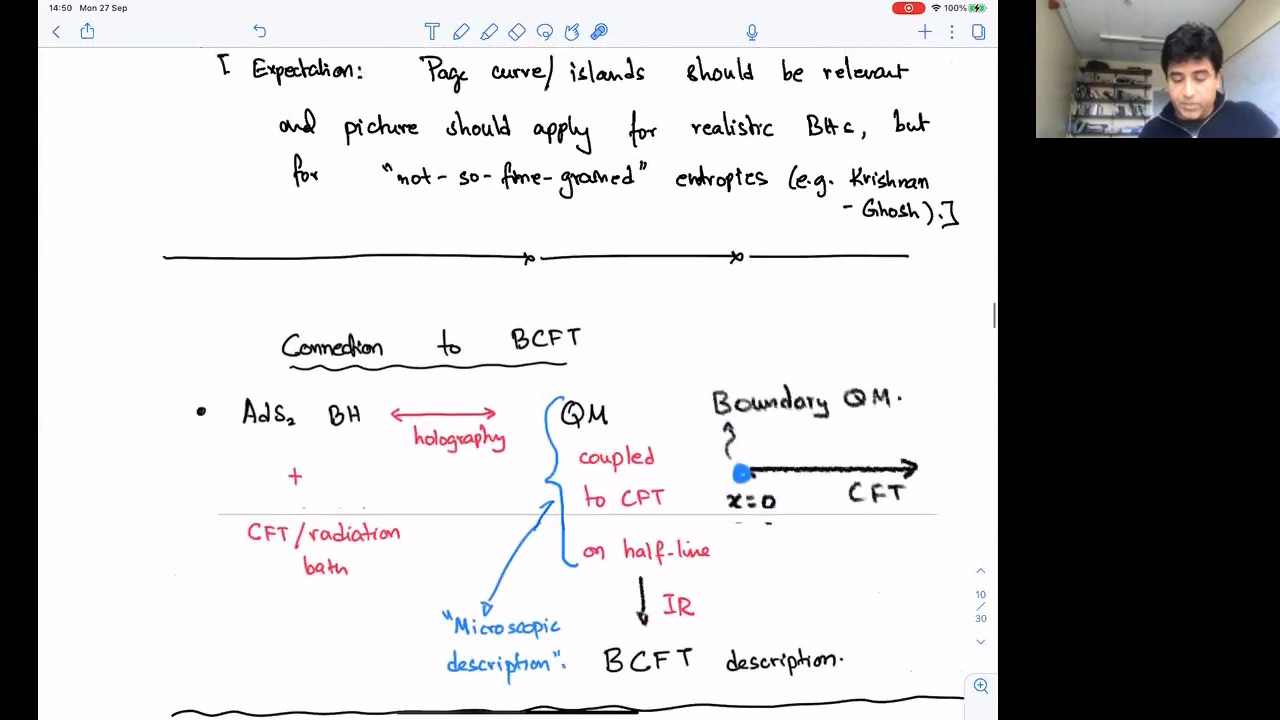 14:50 Mon 27 Sep
100%
[ Expectation: Page curve/ islands should be relevant
and picture should apply for realistic BHs, but
for "not-so-fine-grained" entropies (e.g. Krishnan
- Ghosh).]
Connection to BCFT
• AdS₂ BH
holography
+
CFT/radiation
bath
QM
coupled
to CFT
on half-line
Boundary QM.
x=0
CFT
IR
"Microscopic
description".
BCFT description.
10
/
30